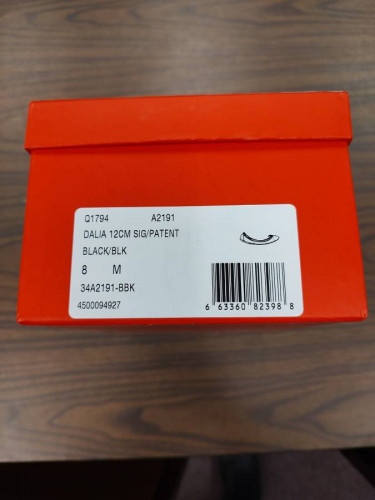 Q1794 A2191
DALIA 12CM SIG/PATENT
BLACK/BLK
8 M
34A2191-BBK
4500094927
6 63360 82398 8